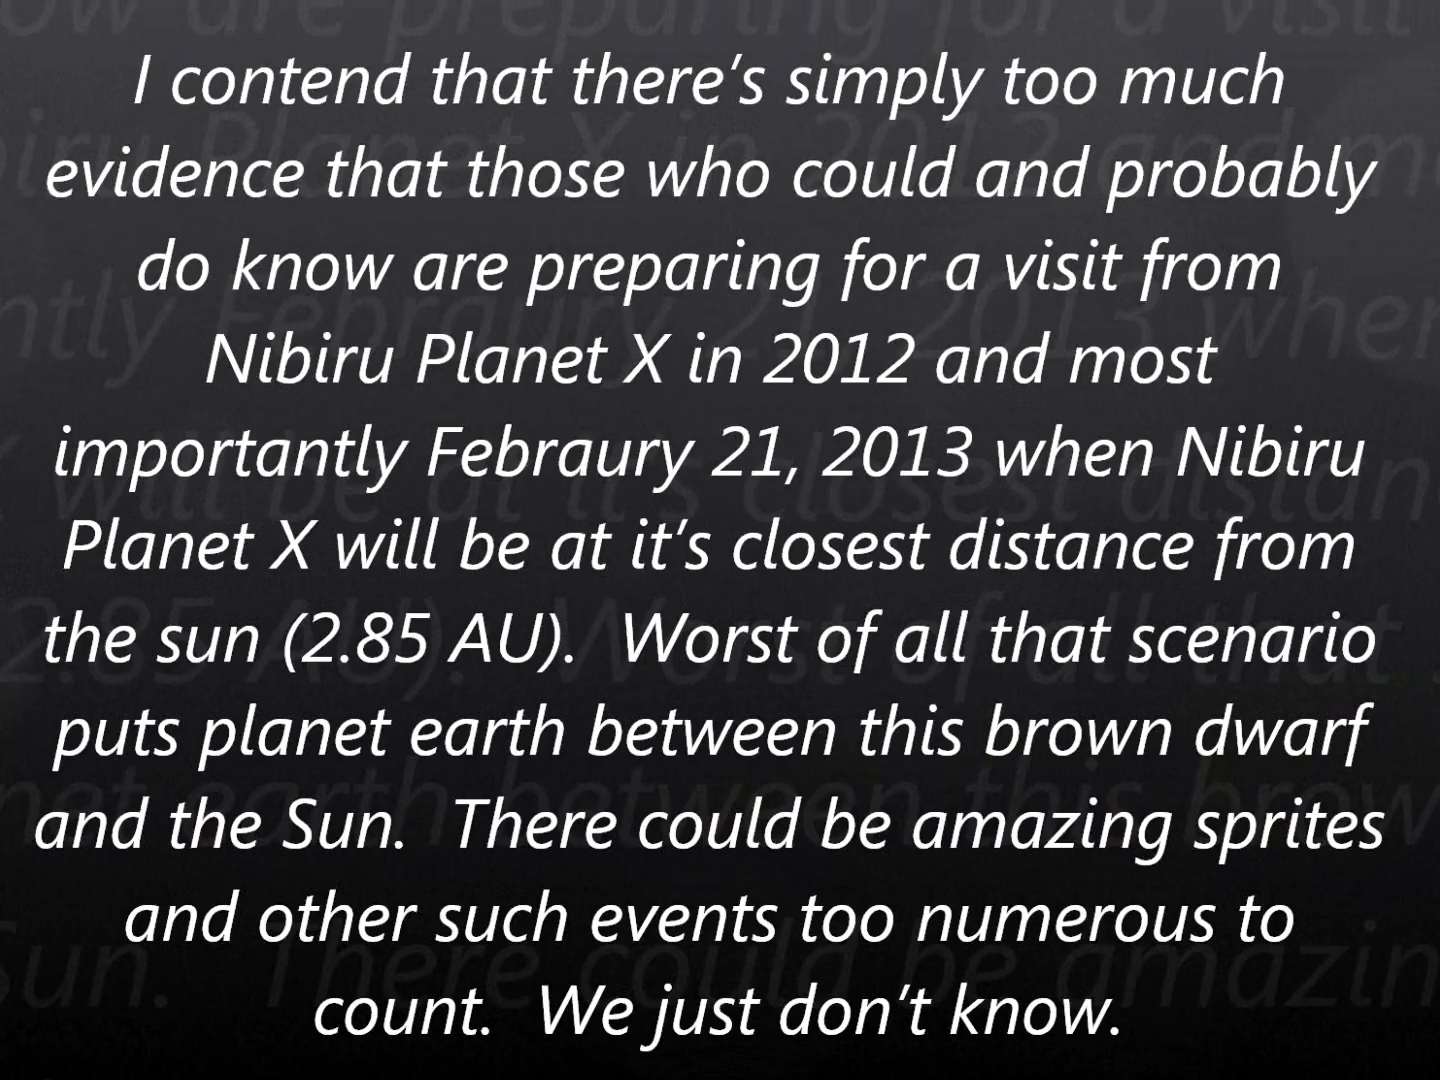 I contend that there's simply too much
evidence that those who could and probably
do know are preparing for a visit from
Nibiru Planet X in 2012 and most
importantly Febraury 21, 2013 when Nibiru
Planet X will be at it's closest distance from
the sun (2.85 AU).  Worst of all that scenario
puts planet earth between this brown dwarf
and the Sun.  There could be amazing sprites
and other such events too numerous to
count.  We just don't know.